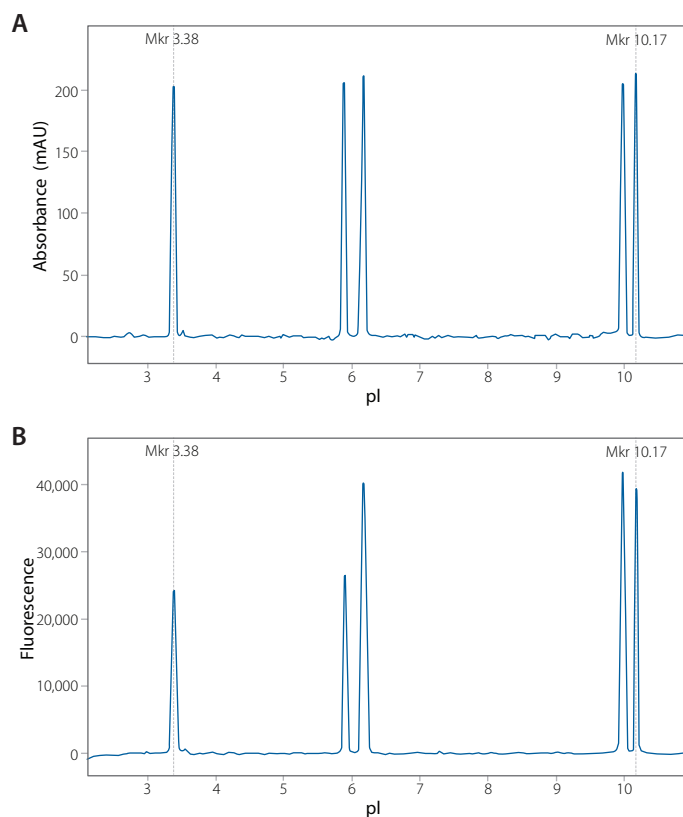 A
Mkr 3.38
Mkr 10.17
Absorbance (mAU)
200
150
100
50
0
3 4 5 6 7 8 9 10
pI
B
Mkr 3.38
Mkr 10.17
Fluorescence
40,000
30,000
20,000
10,000
0
3 4 5 6 7 8 9 10
pI